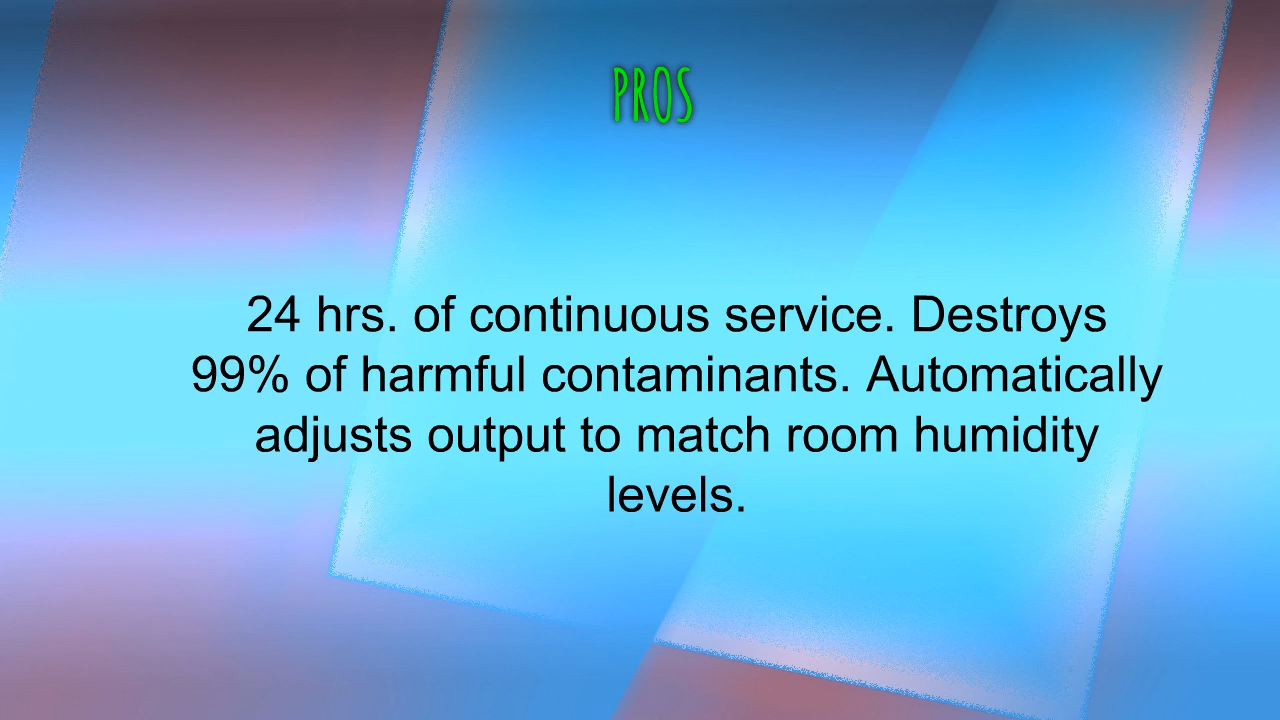 PROS
24 hrs. of continuous service. Destroys
99% of harmful contaminants. Automatically
adjusts output to match room humidity
levels.